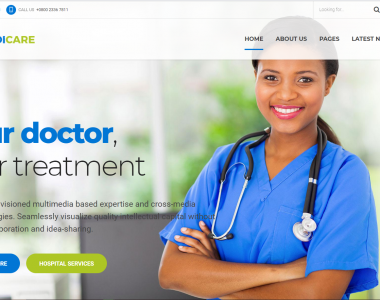 CALL US +0800 2336 7811
Looking for
DICARE
HOME ABOUT US PAGES LATEST N
ur doctor,
r treatment
visioned multimedia based expertise and cross-media
gies. Seamlessly visualize quality intellectual capital without
poration and idea-sharing.
RE
HOSPITAL SERVICES